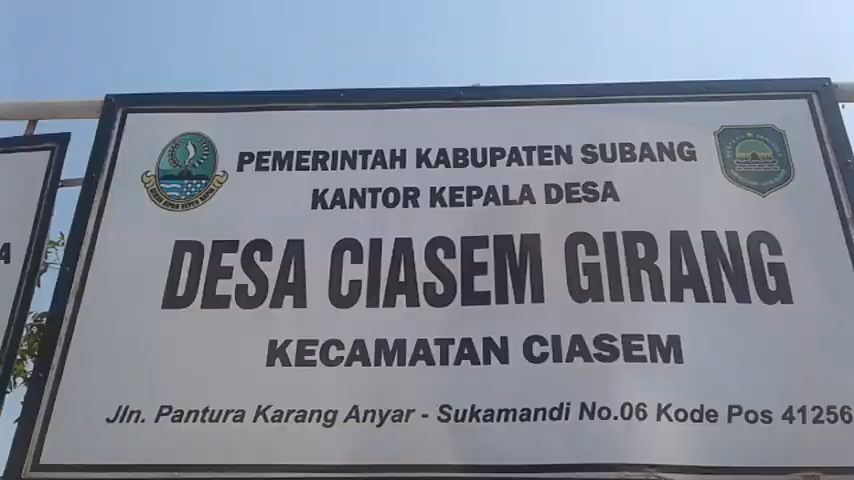 PEMERINTAH KABUPATEN SUBANG
KANTOR KEPALA DESA
DESA CIASEM GIRANG
KECAMATAN CIASEM
Jln. Pantura Karang Anyar - Sukamandi No.06 Kode Pos 41256
A